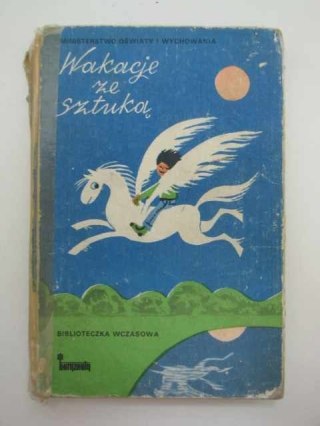 MINISTERSTWO OŚWIATY I WYCHOWANIA
Wakacje
ze
sztuką
BIBLIOTECZKA WCZASOWA